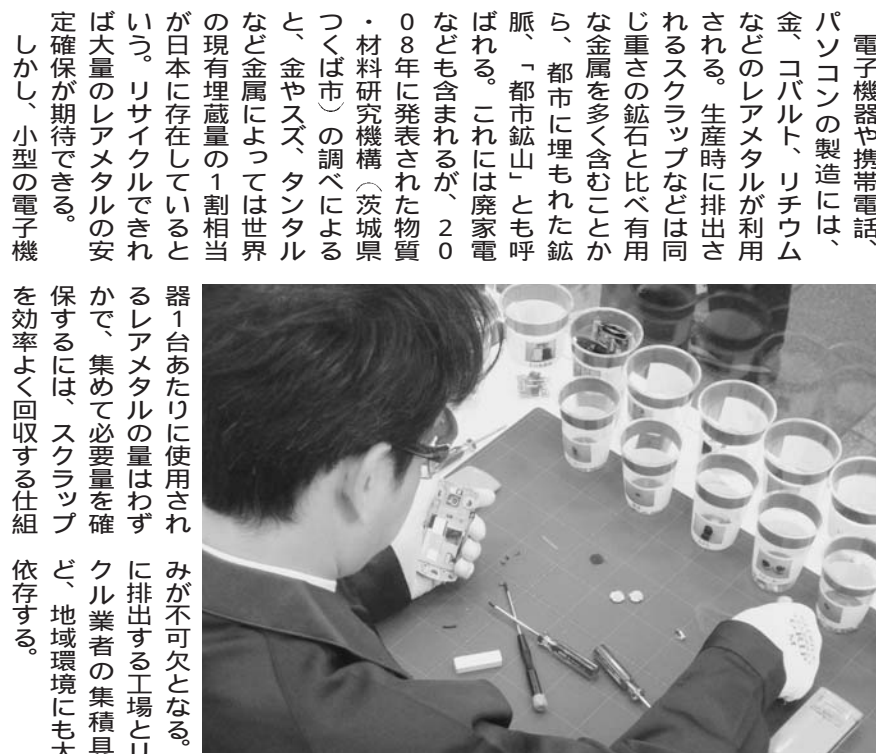 電子機器や携帯電話、
パソコンの製造には、
金、コバルト、リチウム
などのレアメタルが利用
される。生産時に排出さ
れるスクラップなどは同
じ重さの鉱石と比べ有用
な金属を多く含むことか
ら、都市に埋もれた鉱
脈、「都市鉱山」とも呼
ばれる。これには廃家電
なども含まれるが、20
08年に発表された物質
・材料研究機構（茨城県
つくば市）の調べによる
と、金やスズ、タンタル
など金属によっては世界
の現有埋蔵量の1割相当
が日本に存在していると
いう。リサイクルできれ
ば大量のレアメタルの安
定確保が期待できる。
しかし、小型の電子機
器1台あたりに使用され
るレアメタルの量はわず
かで、集めて必要量を確
保するには、スクラップ
を効率よく回収する仕組
みが不可欠となる。
に排出する工場とリ
クル業者の集積具
ど、地域環境にも大
依存する。